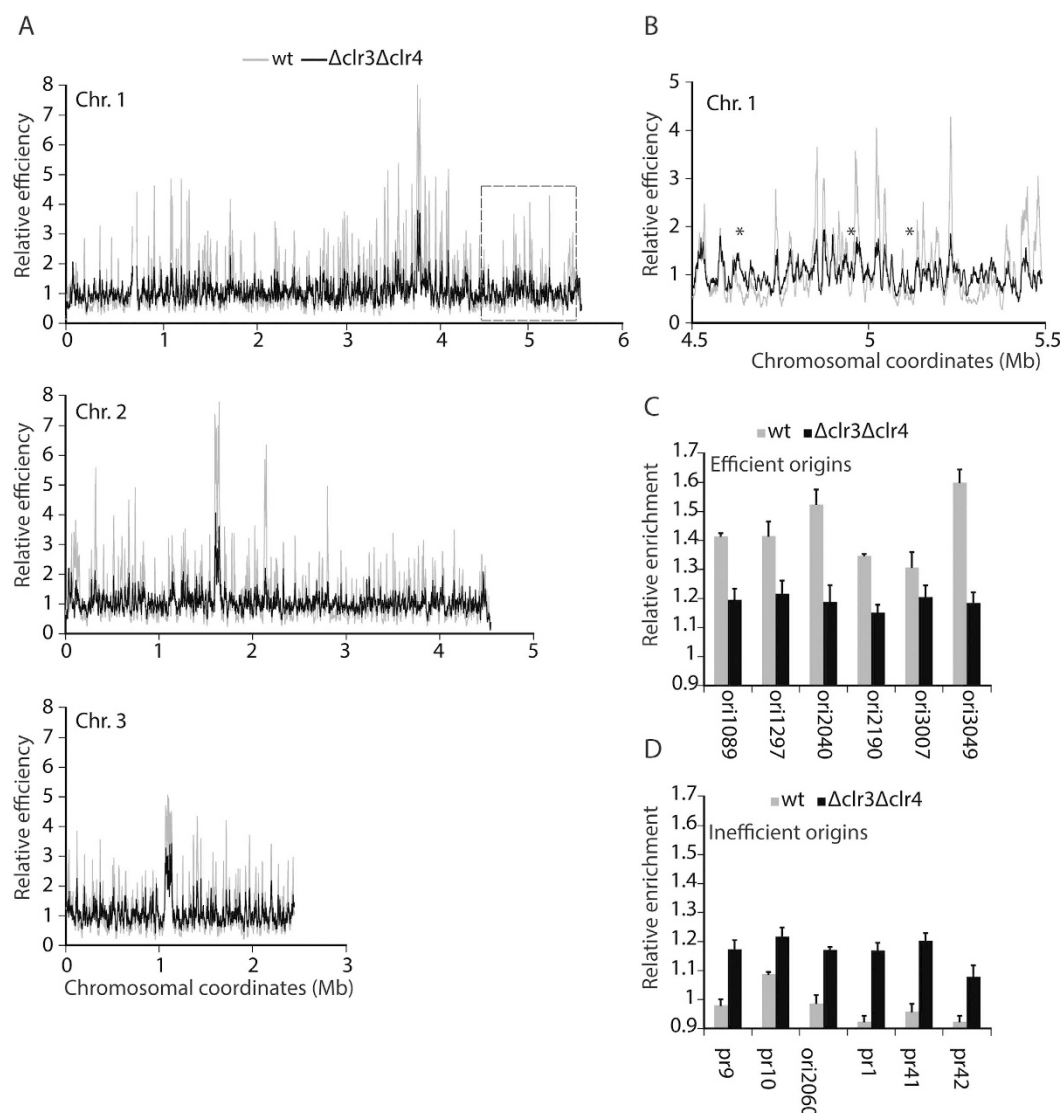 A
wt Δclr3Δclr4
Chr. 1
Relative efficiency
8
7
6
5
4
3
2
1
0
0 1 2 3 4 5 6
Chr. 2
Relative efficiency
8
7
6
5
4
3
2
1
0
0 1 2 3 4 5
Chr. 3
Relative efficiency
8
7
6
5
4
3
2
1
0
0 1 2 3
Chromosomal coordinates (Mb)
B
Chr. 1
Relative efficiency
5
4
3
2
1
0
* * *
4.5 5 5.5
Chromosomal coordinates (Mb)
C
wt Δclr3Δclr4
Efficient origins
Relative enrichment
1.7
1.6
1.4
1.3
1.2
1.1
1
0.9
ori1089
ori1297
ori2040
ori2190
ori3007
ori3049
D
wt Δclr3Δclr4
Inefficient origins
Relative enrichment
1.7
1.6
1.4
1.3
1.2
1.1
1
0.9
pr9
pr10
ori2060
pr1
pr41
pr42